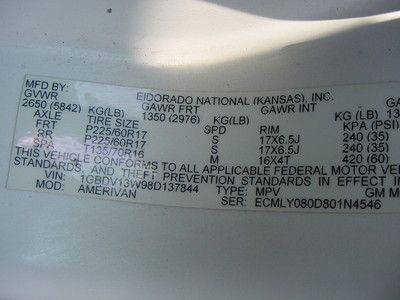 MFD BY: EIDORADO NATIONAL (KANSAS), INC.
GVWR GAWR FRT GAWR INT GA
2650 (5842) KG(LB) 1350 (2976) KG(LB) KG(LB) 1
AXLE TIRE SIZE SPD RIM KPA (PSI)
FRT P225/60R17 S 17X6.5J 240 (35)
RR P225/60R17 S 17X6.5J 240 (35)
SPA T135/70R16 M 16X4T 420 (60)
THIS VEHICLE CONFORMS TO ALL APPLICABLE FEDERAL MOTOR VEH
STANDARDS, AND THEFT PREVENTION STANDARDS IN EFFECT IN
VIN: 1GBDV13W98D137844 TYPE: MPV GM M
MOD: AMERIVAN SER: ECMLY080D801N4546